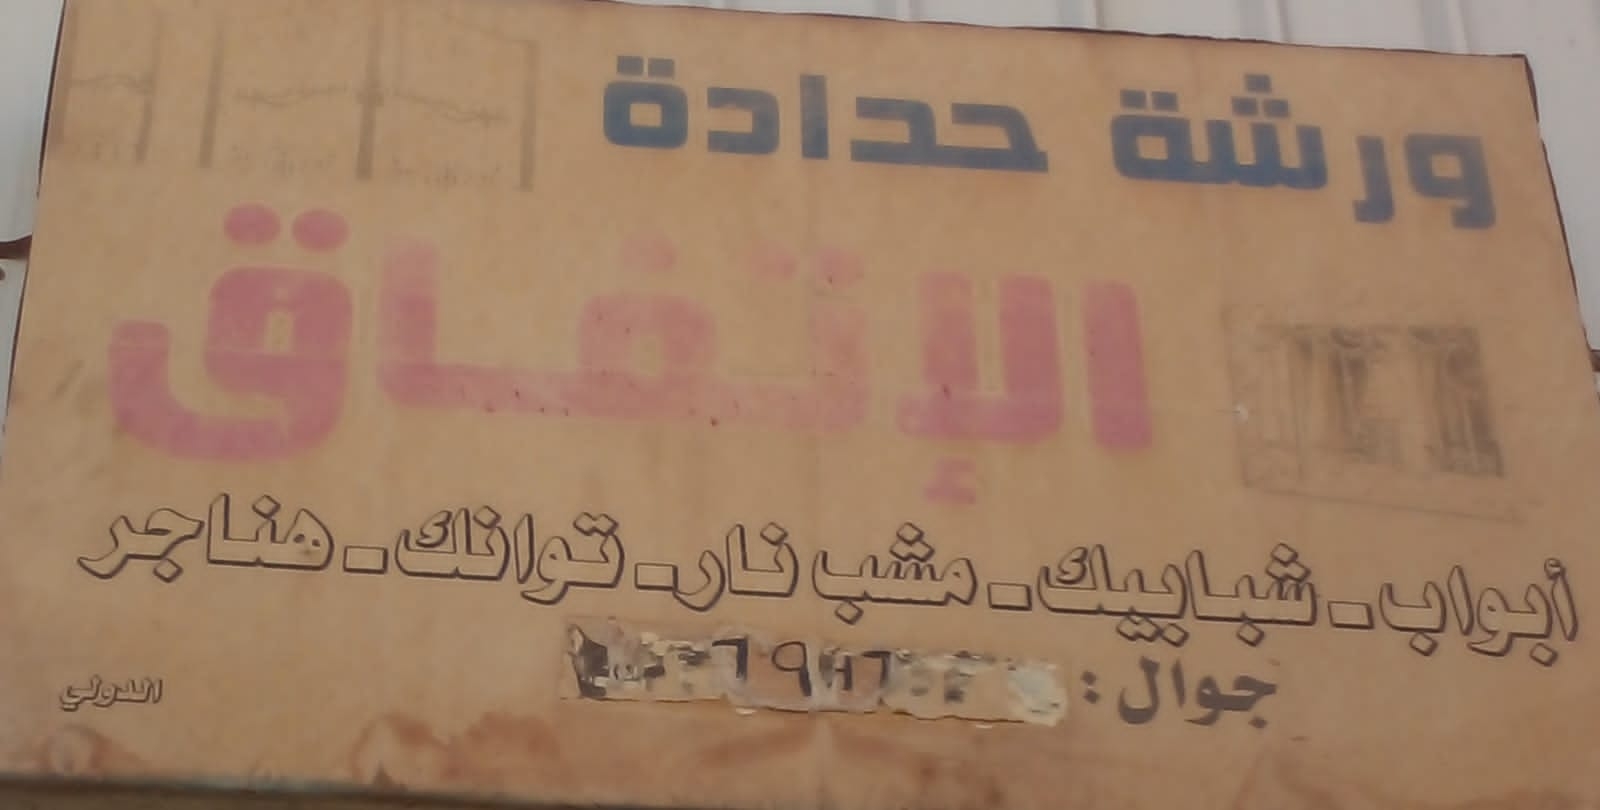 ورشة حدادة
الإتفاق
أبواب - شبابيك - مشب نار - توانك - هناجر
جوال :
الدولي